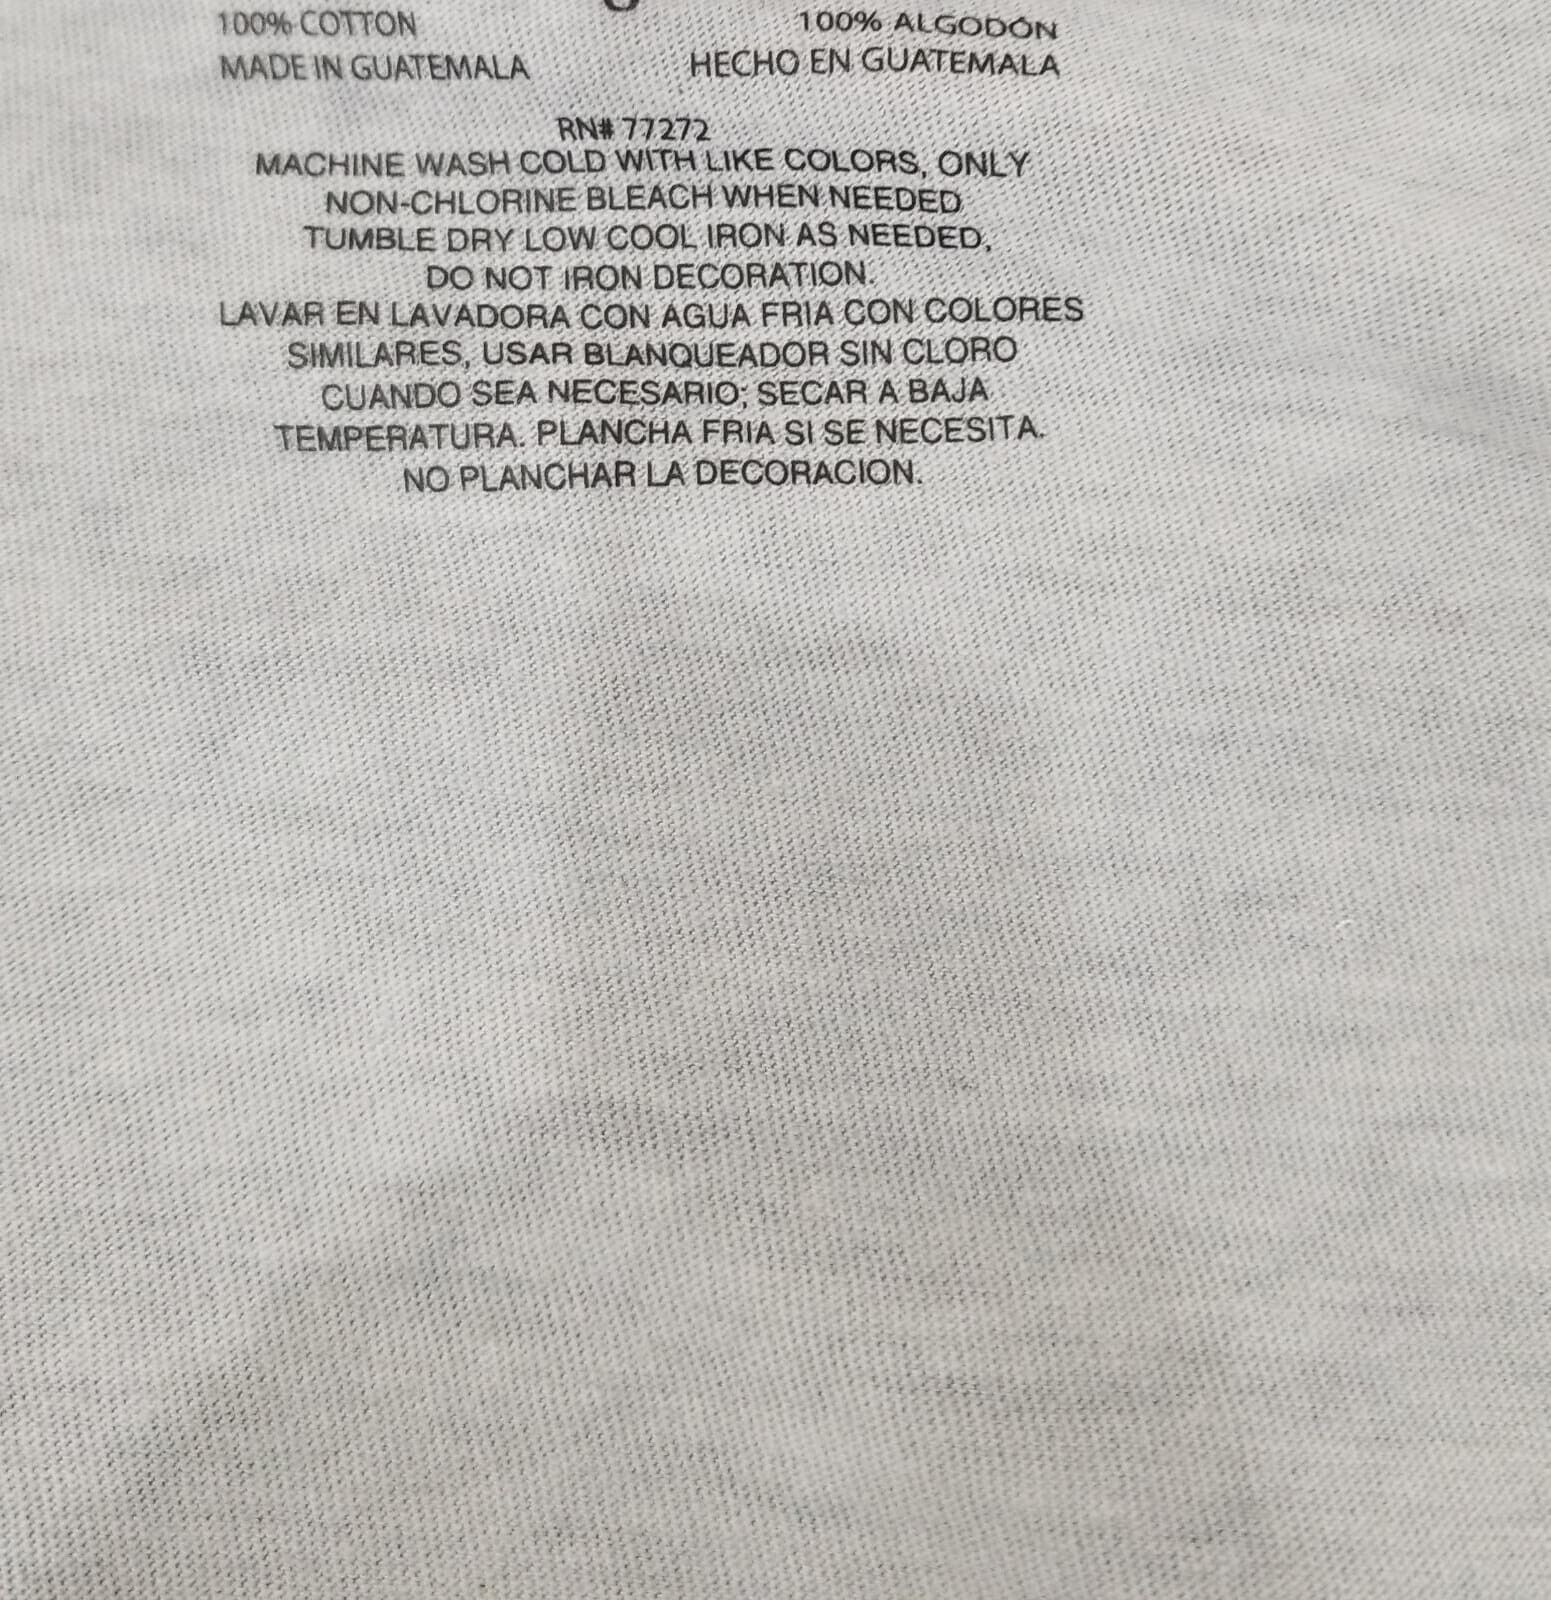 100% COTTON 100% ALGODÓN
MADE IN GUATEMALA HECHO EN GUATEMALA
RN# 77272
MACHINE WASH COLD WITH LIKE COLORS, ONLY
NON-CHLORINE BLEACH WHEN NEEDED
TUMBLE DRY LOW COOL IRON AS NEEDED,
DO NOT IRON DECORATION.
LAVAR EN LAVADORA CON AGUA FRIA CON COLORES
SIMILARES, USAR BLANQUEADOR SIN CLORO
CUANDO SEA NECESARIO; SECAR A BAJA
TEMPERATURA. PLANCHA FRIA SI SE NECESITA.
NO PLANCHAR LA DECORACION.